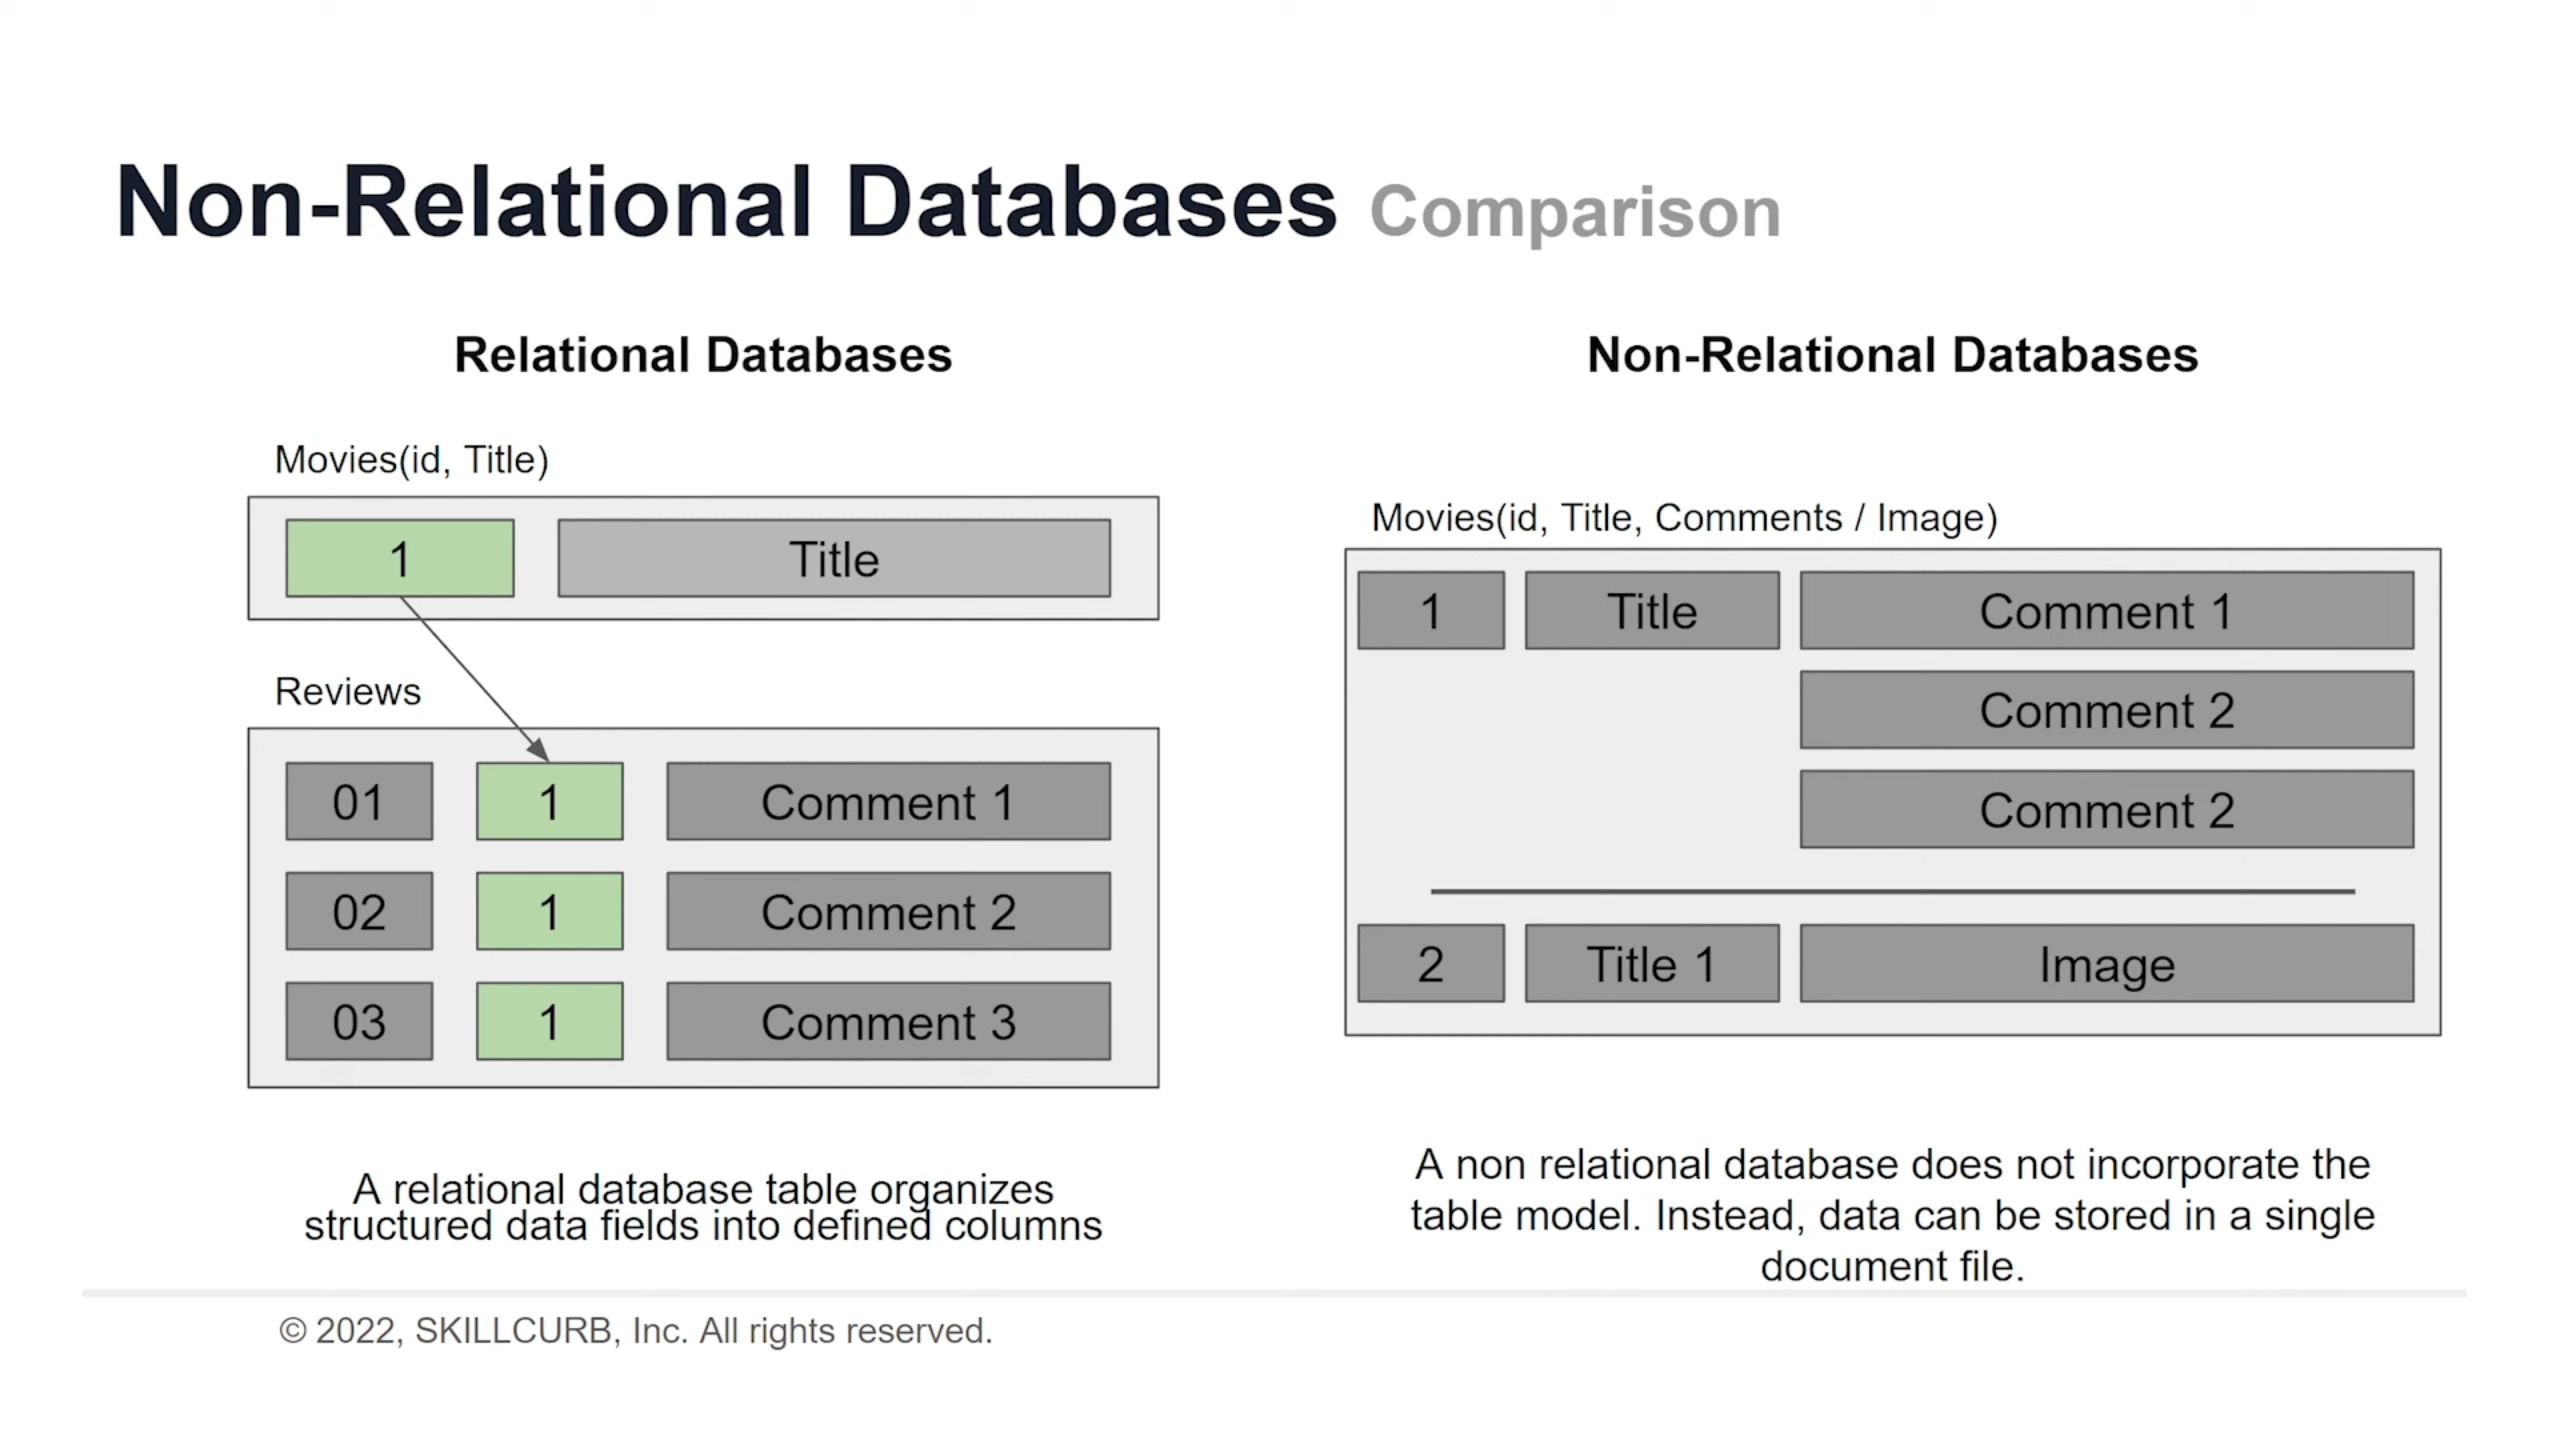 Non-Relational Databases Comparison
Relational Databases
Movies(id, Title)
1 Title
Reviews
01 1 Comment 1
02 1 Comment 2
03 1 Comment 3
A relational database table organizes
structured data fields into defined columns
Non-Relational Databases
Movies(id, Title, Comments / Image)
1 Title Comment 1
Comment 2
Comment 2
2 Title 1 Image
A non relational database does not incorporate the
table model. Instead, data can be stored in a single
document file.
© 2022, SKILLCURB, Inc. All rights reserved.